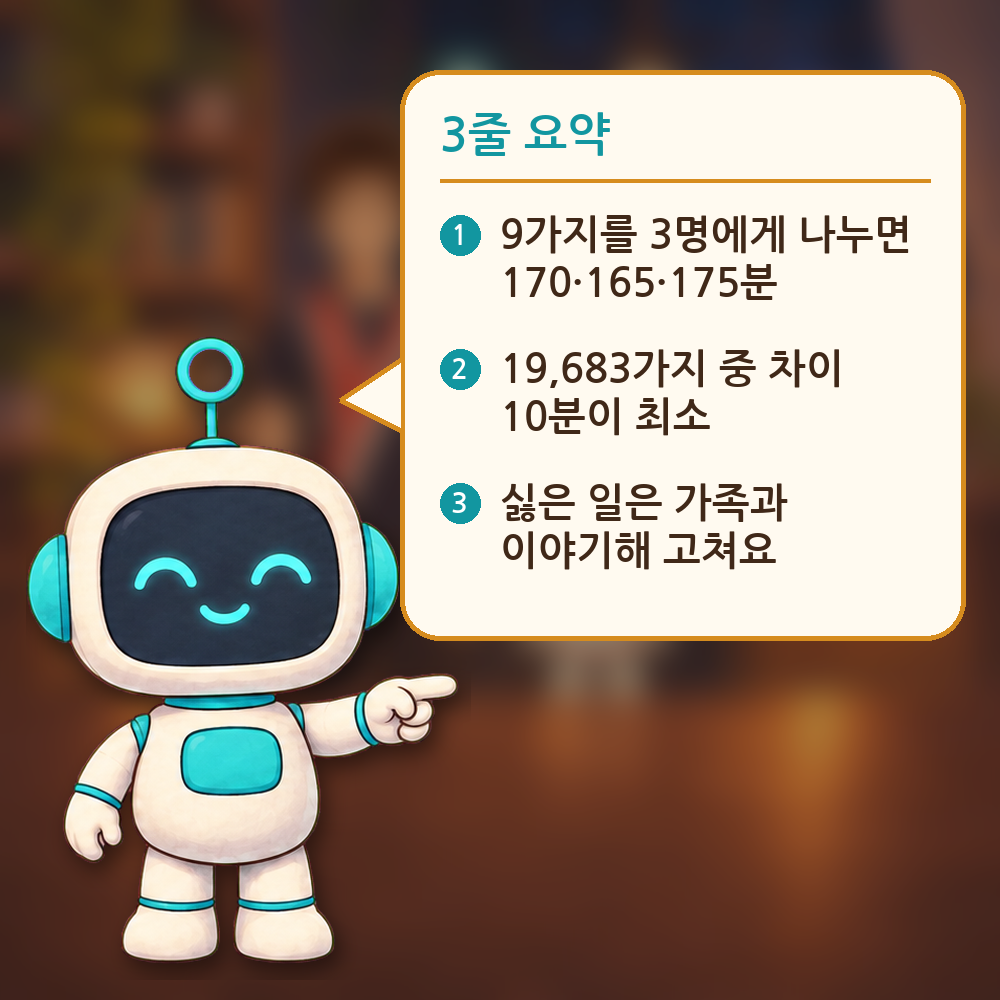 3줄 요약
1 9가지를 3명에게 나누면
170·165·175분
2 19,683가지 중 차이
10분이 최소
3 싫은 일은 가족과
이야기해 고쳐요